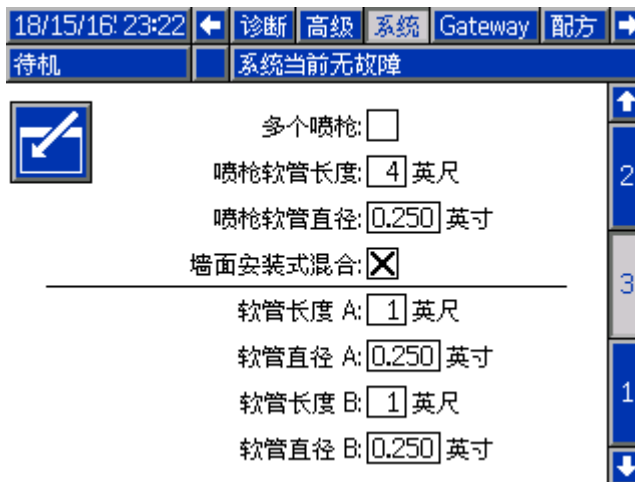 18/15/16! 23:22 诊断 高级 系统 Gateway 配方
待机 系统当前无故障
多个喷枪:
喷枪软管长度: 4 英尺
喷枪软管直径: 0.250 英寸
墙面安装式混合:
软管长度 A: 1 英尺
软管直径 A: 0.250 英寸
软管长度 B: 1 英尺
软管直径 B: 0.250 英寸
2
3
1